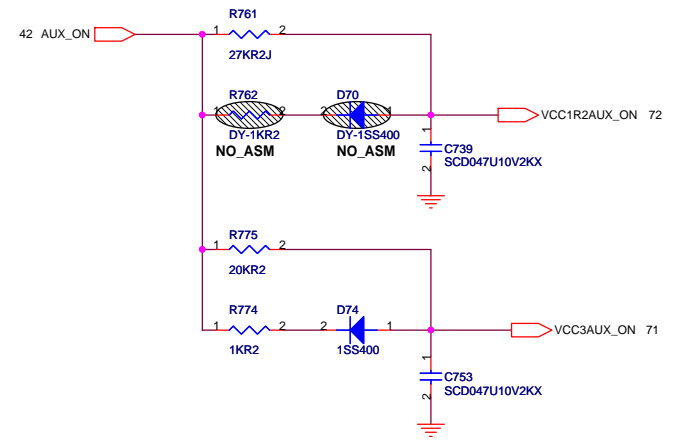 R761
42 AUX_ON
1 2
27KR2J
R762 D70
1 2 2 1
VCC1R2AUX_ON 72
DY-1KR2 DY-1SS400
NO_ASM NO_ASM
1
C739
SCD047U10V2KX
2
R775
1 2
20KR2
R774 D74
1 2 2 1
VCC3AUX_ON 71
1KR2 1SS400
1
C753
SCD047U10V2KX
2